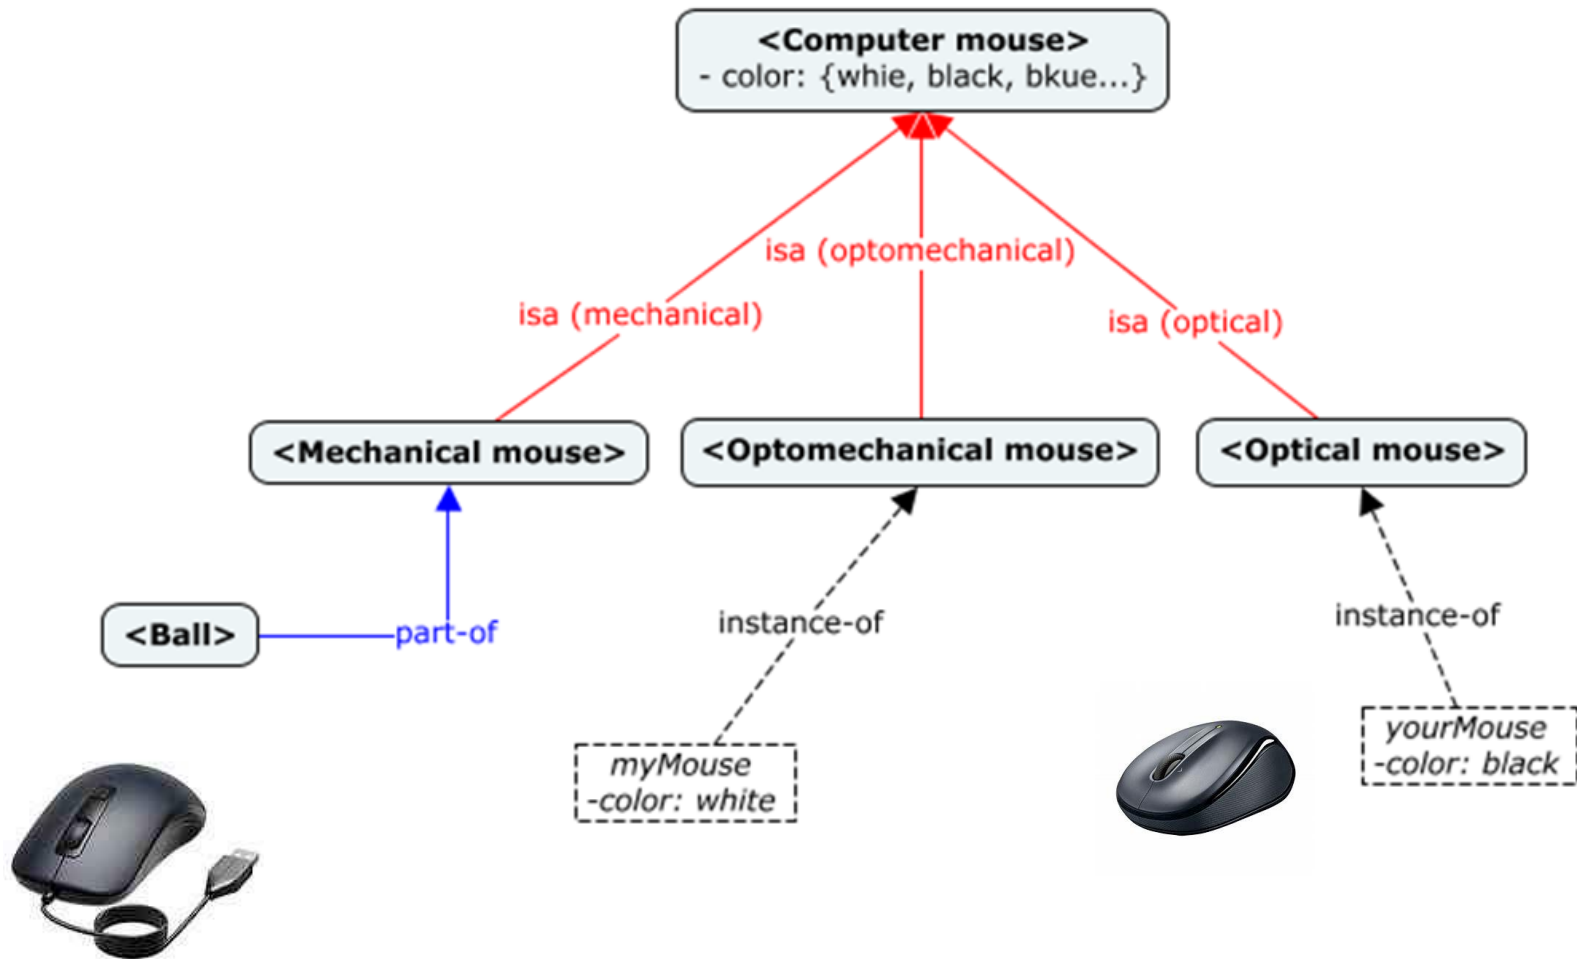 <Computer mouse>
- color: {whie, black, bkue...}
isa (optomechanical)
isa (mechanical)
isa (optical)
<Mechanical mouse>
<Optomechanical mouse>
<Optical mouse>
<Ball>
part-of
instance-of
instance-of
myMouse
-color: white
yourMouse
-color: black